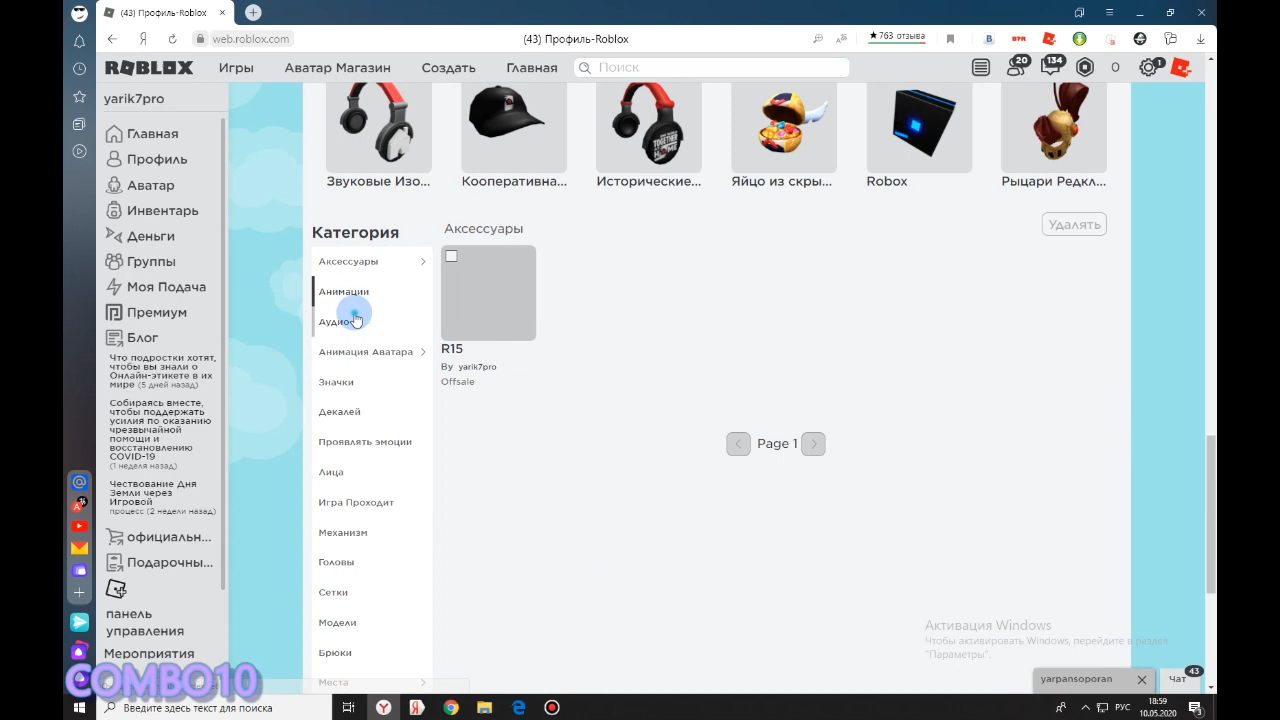 (43) Профиль-Roblox
web.roblox.com
(43) Профиль-Roblox
★763 отзыва
ROBLOX
Игры
Аватар Магазин
Создать
Главная
Поиск
20
134
0
1
yarik7pro
Главная
Профиль
Аватар
Инвентарь
Деньги
Группы
Моя Подача
Премиум
Блог
Что подростки хотят,
чтобы вы знали о
Онлайн-этикете в их
мире (5 дней назад)
Собираясь вместе,
чтобы поддержать
усилия по оказанию
чрезвычайной
помощи и
восстановлению
COVID-19
(1 неделя назад)
Чествование Дня
Земли через
Игровой
процесс (2 недели назад)
официальн...
Подарочны...
панель
управления
Мероприятия
COMBO10
Звуковые Изо...
Кооперативна...
Исторические...
Яйцо из скры...
Robox
Рыцари Редкл...
Категория
Аксессуары
Анимации
Аудио
Анимация Аватара
Значки
Декалей
Проявлять эмоции
Лица
Игра Проходит
Механизм
Головы
Сетки
Модели
Брюки
Места
Аксессуары
Удалять
R15
By yarik7pro
Offsale
Page 1
Активация Windows
Чтобы активировать Windows, перейдите в раздел
"Параметры".
yarpansoporan
Чат
43
Введите здесь текст для поиска
РУС
18:59
10.05.2020